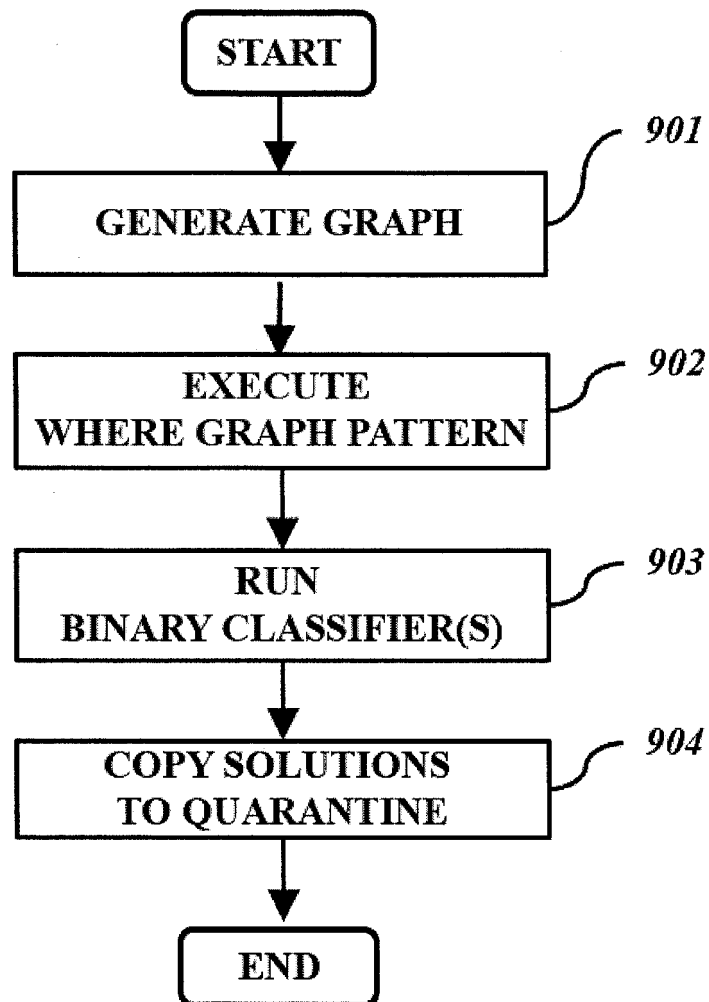 START
901
GENERATE GRAPH
902
EXECUTE
WHERE GRAPH PATTERN
903
RUN
BINARY CLASSIFIER(S)
904
COPY SOLUTIONS
TO QUARANTINE
END